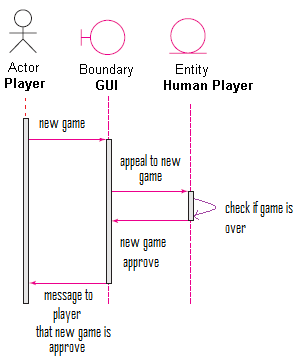 Actor
Player
Boundary
GUI
Entity
Human Player
new game
appeal to new
game
check if game is
over
new game
approve
message to
player
that new game is
approve